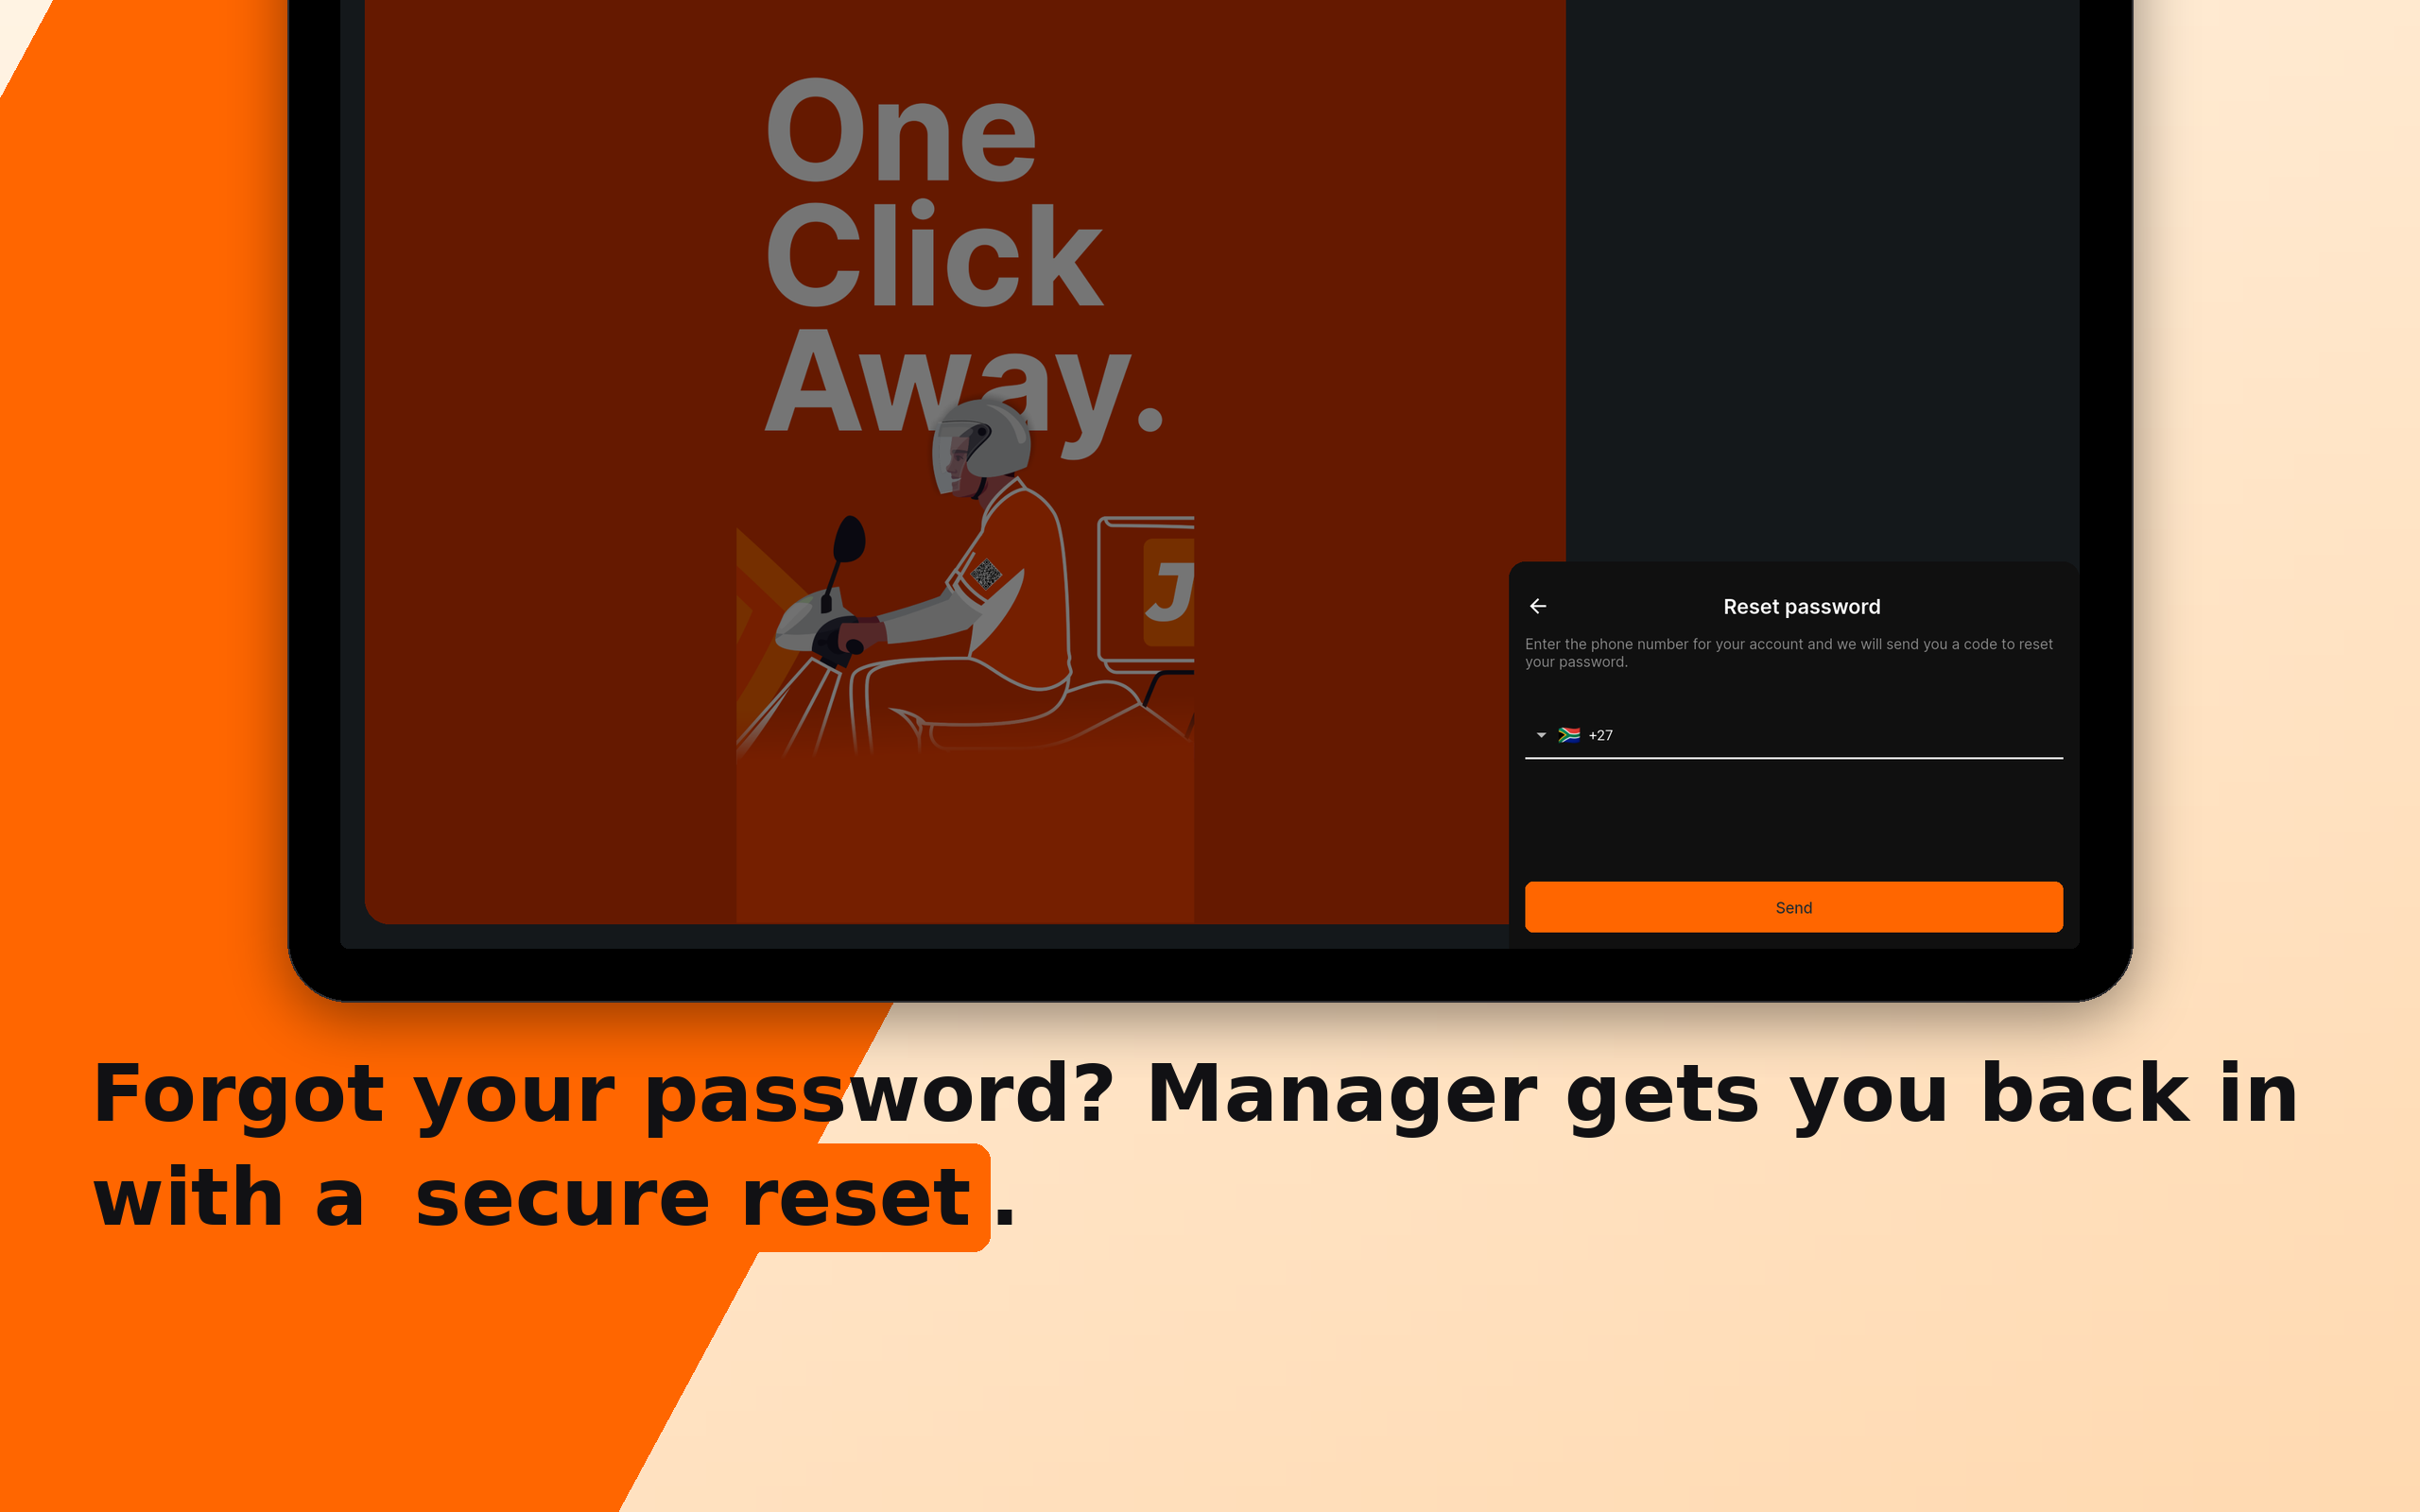 One
Click
Away.
J
Reset password
Enter the phone number for your account and we will send you a code to reset
your password.
+27
Send
Forgot your password? Manager gets you back in
with a secure reset.